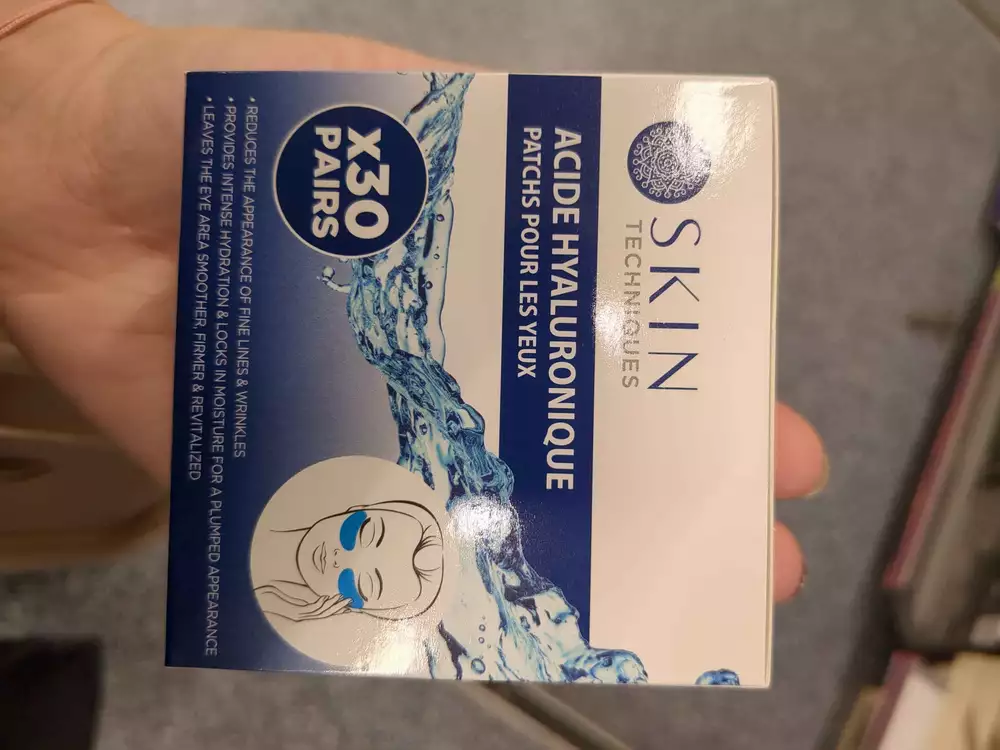 SKIN
TECHNIQUES
ACIDE HYALURONIQUE
PATCHS POUR LES YEUX
X30
PAIRS
• REDUCES THE APPEARANCE OF FINE LINES & WRINKLES
• PROVIDES INTENSE HYDRATION & LOCKS IN MOISTURE FOR A PLUMPED APPEARANCE
• LEAVES THE EYE AREA SMOOTHER, FIRMER & REVITALIZED